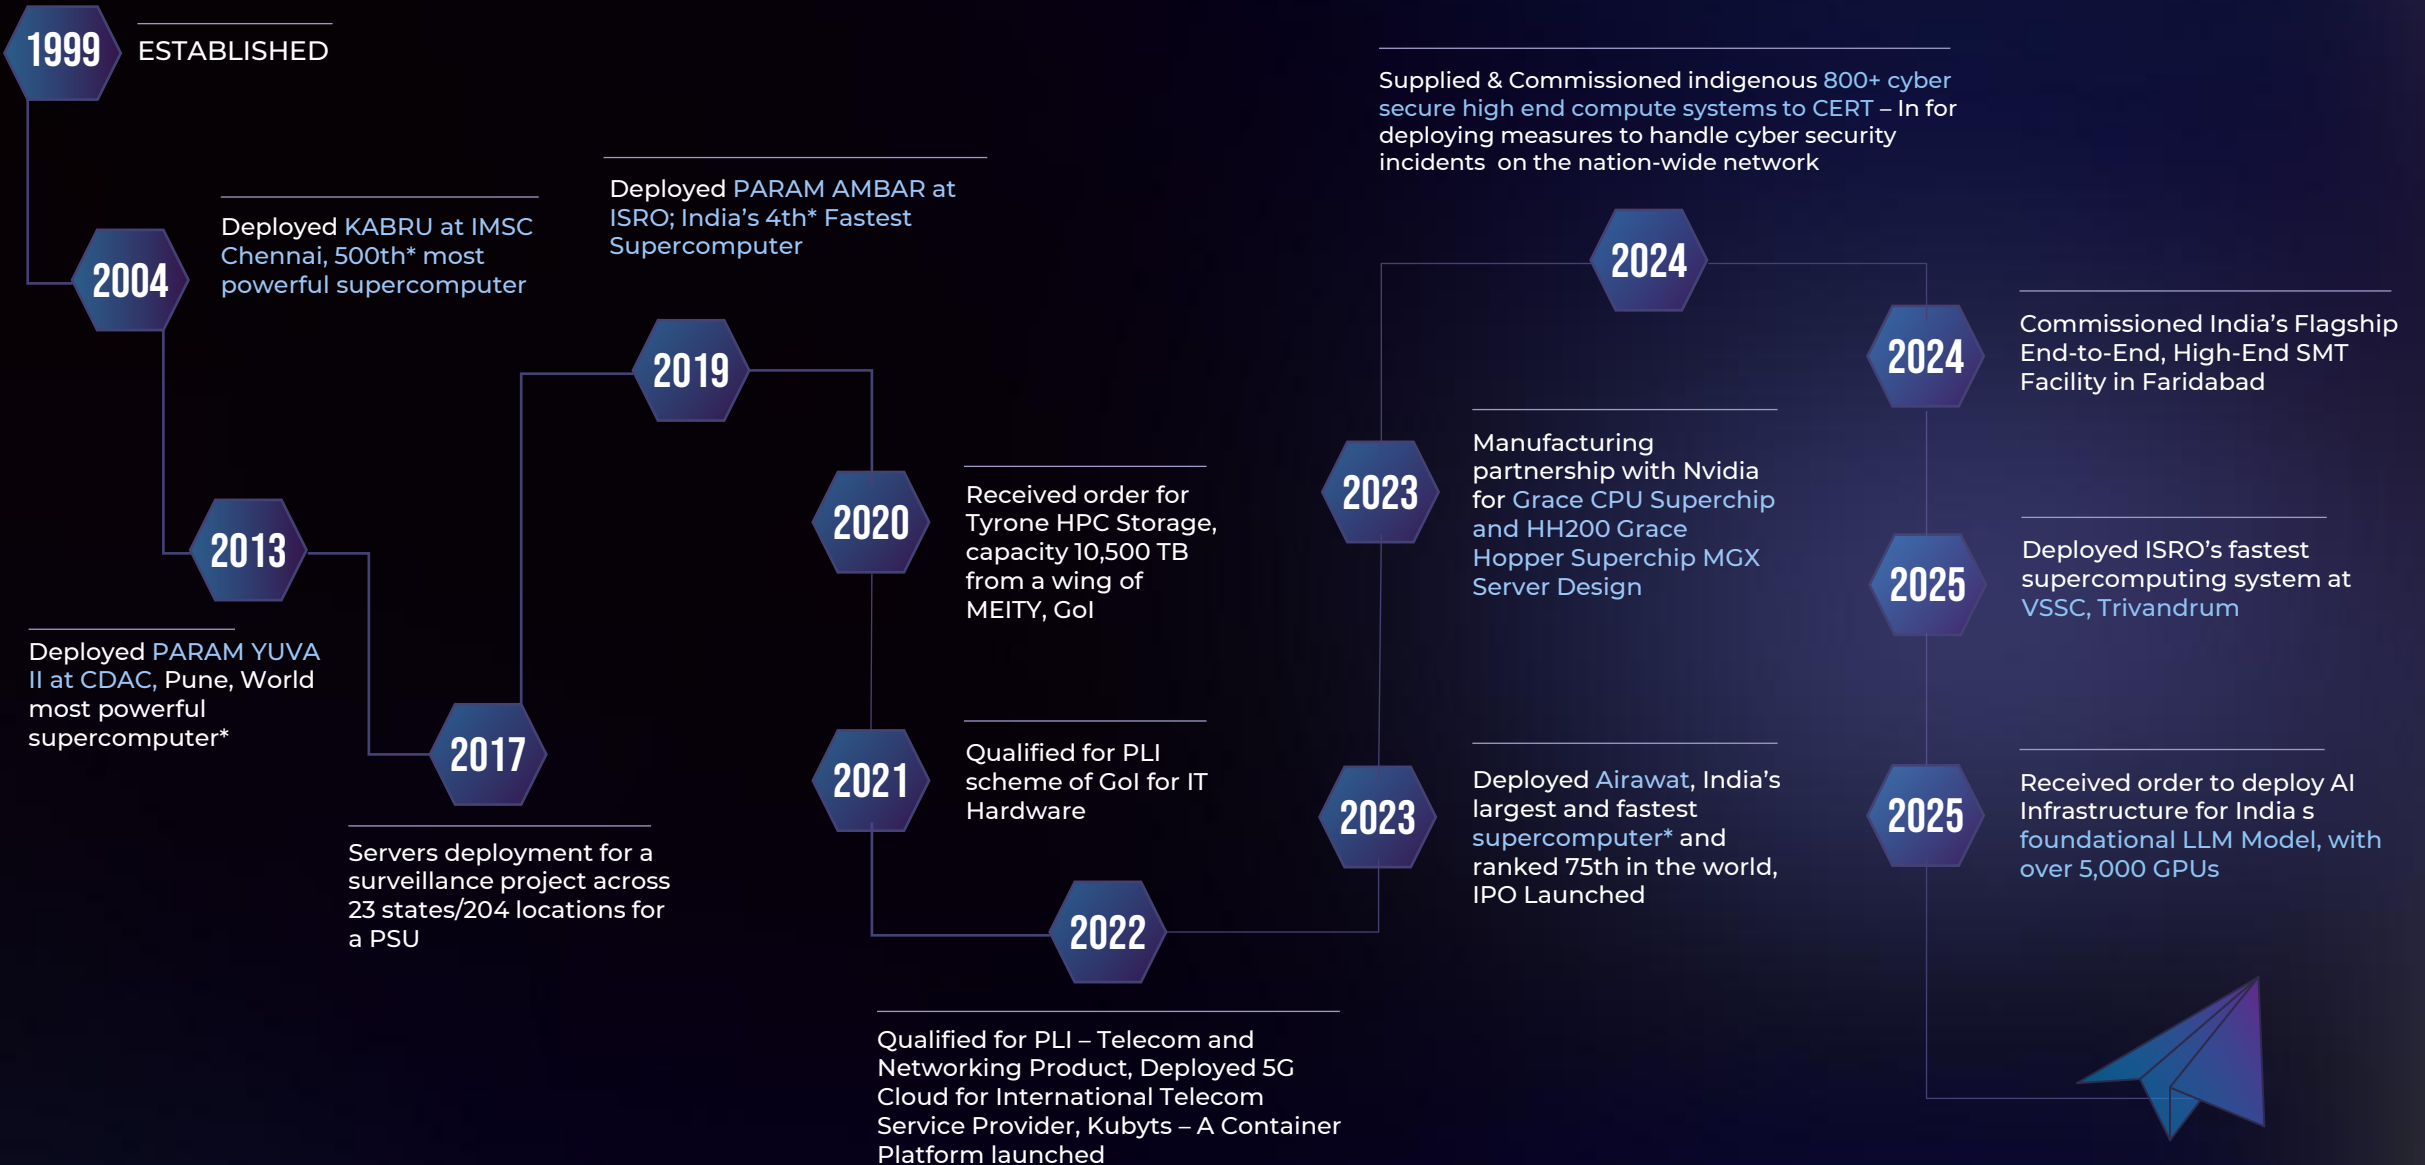 1999
ESTABLISHED
2004
Deployed KABRU at IMSC
Chennai, 500th* most
powerful supercomputer
2013
Deployed PARAM YUVA
II at CDAC, Pune, World
most powerful
supercomputer*
2017
Servers deployment for a
surveillance project across
23 states/204 locations for
a PSU
Deployed PARAM AMBAR at
ISRO; India’s 4th* Fastest
Supercomputer
2019
2020
Received order for
Tyrone HPC Storage,
capacity 10,500 TB
from a wing of
MEITY, GoI
2021
Qualified for PLI
scheme of GoI for IT
Hardware
2022
Qualified for PLI – Telecom and
Networking Product, Deployed 5G
Cloud for International Telecom
Service Provider, Kubyts – A Container
Platform launched
2023
Deployed Airawat, India’s
largest and fastest
supercomputer* and
ranked 75th in the world,
IPO Launched
2023
Manufacturing
partnership with Nvidia
for Grace CPU Superchip
and HH200 Grace
Hopper Superchip MGX
Server Design
Supplied & Commissioned indigenous 800+ cyber
secure high end compute systems to CERT – In for
deploying measures to handle cyber security
incidents  on the nation-wide network
2024
2024
Commissioned India’s Flagship
End-to-End, High-End SMT
Facility in Faridabad
2025
Deployed ISRO’s fastest
supercomputing system at
VSSC, Trivandrum
2025
Received order to deploy AI
Infrastructure for India s
foundational LLM Model, with
over 5,000 GPUs